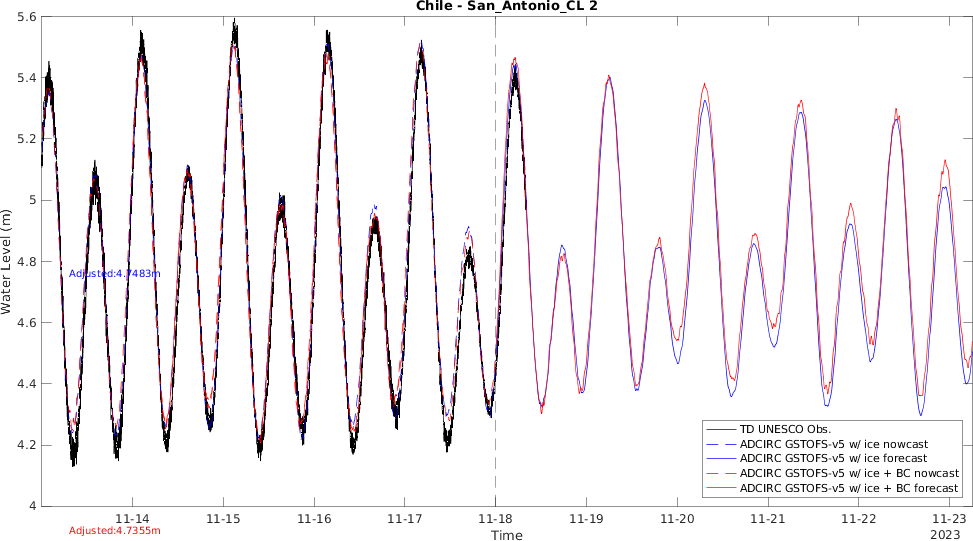 Chile - San_Antonio_CL 2
5.6
5.4
5.2
5
4.8
4.6
4.4
4.2
4
Water Level (m)
Adjusted:4.7483m
TD UNESCO Obs.
ADCIRC GSTOFS-v5 w/ ice nowcast
ADCIRC GSTOFS-v5 w/ ice forecast
ADCIRC GSTOFS-v5 w/ ice + BC nowcast
ADCIRC GSTOFS-v5 w/ ice + BC forecast
11-14 11-15 11-16 11-17 11-18 11-19 11-20 11-21 11-22 11-23
Adjusted:4.7355m
Time
2023